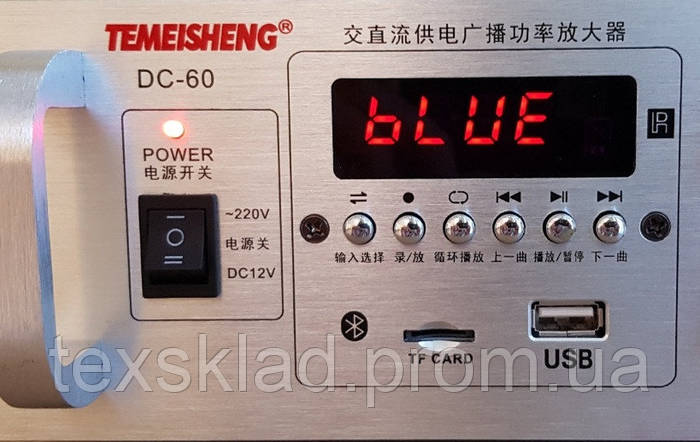 TEMEISHENG®
交直流供电广播功率放大器
DC-60
bLUE
POWER
电源开关
~220V
电源关
DC12V
输入选择 录/放 循环播放 上一曲 播放/暂停 下一曲
TF CARD
USB
texsklad.prom.ua